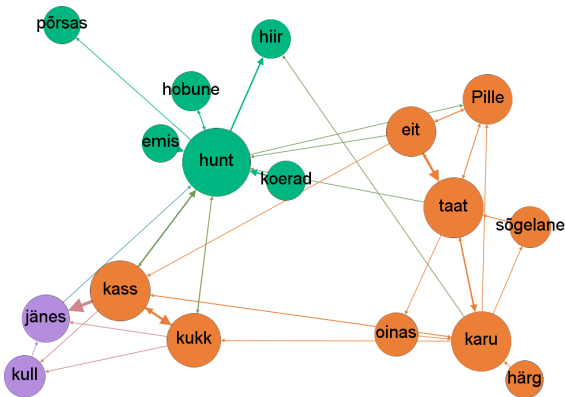 põrsas
hiir
hobune
Pille
eit
emis
hunt
koerad
taat
sõgelane
kass
jänes
kukk
oinas
karu
kull
härg